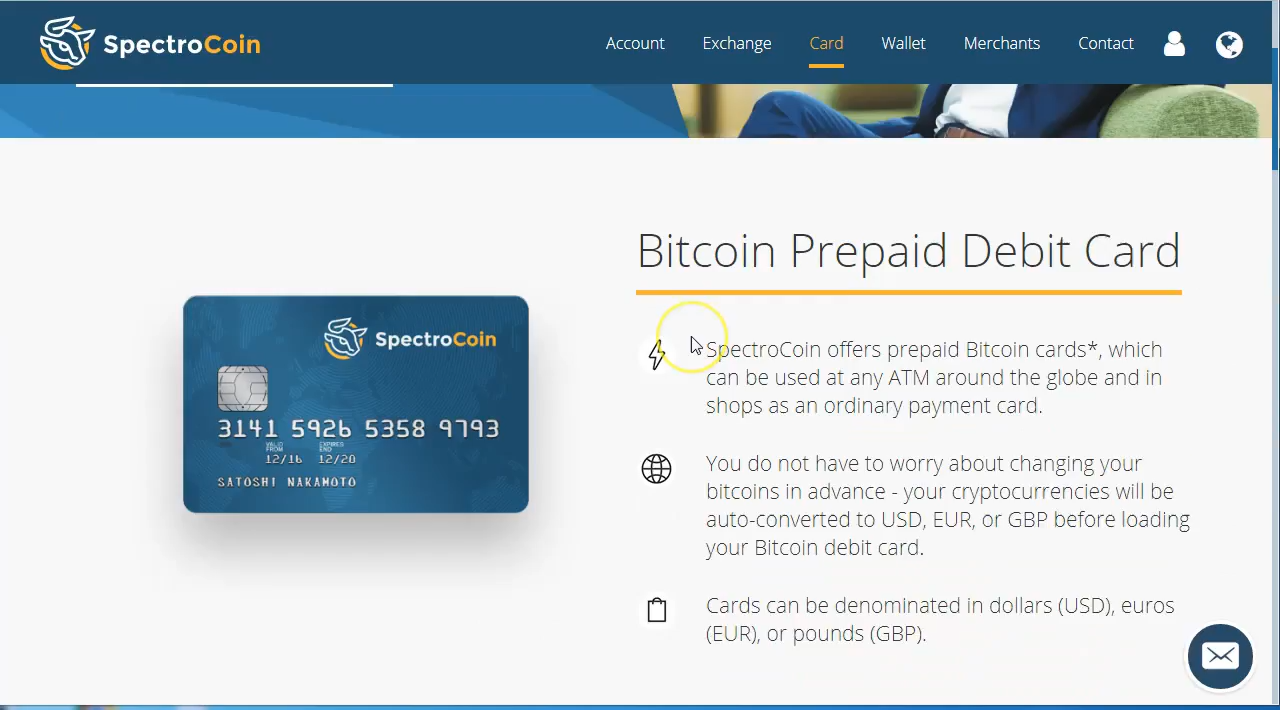 SpectroCoin
Account Exchange Card Wallet Merchants Contact
Bitcoin Prepaid Debit Card
SpectroCoin offers prepaid Bitcoin cards*, which
can be used at any ATM around the globe and in
shops as an ordinary payment card.
You do not have to worry about changing your
bitcoins in advance - your cryptocurrencies will be
auto-converted to USD, EUR, or GBP before loading
your Bitcoin debit card.
Cards can be denominated in dollars (USD), euros
(EUR), or pounds (GBP).
SpectroCoin
3141 5926 5358 9793
VALID FROM EXPIRES END
12/16 12/20
SATOSHI NAKAMOTO